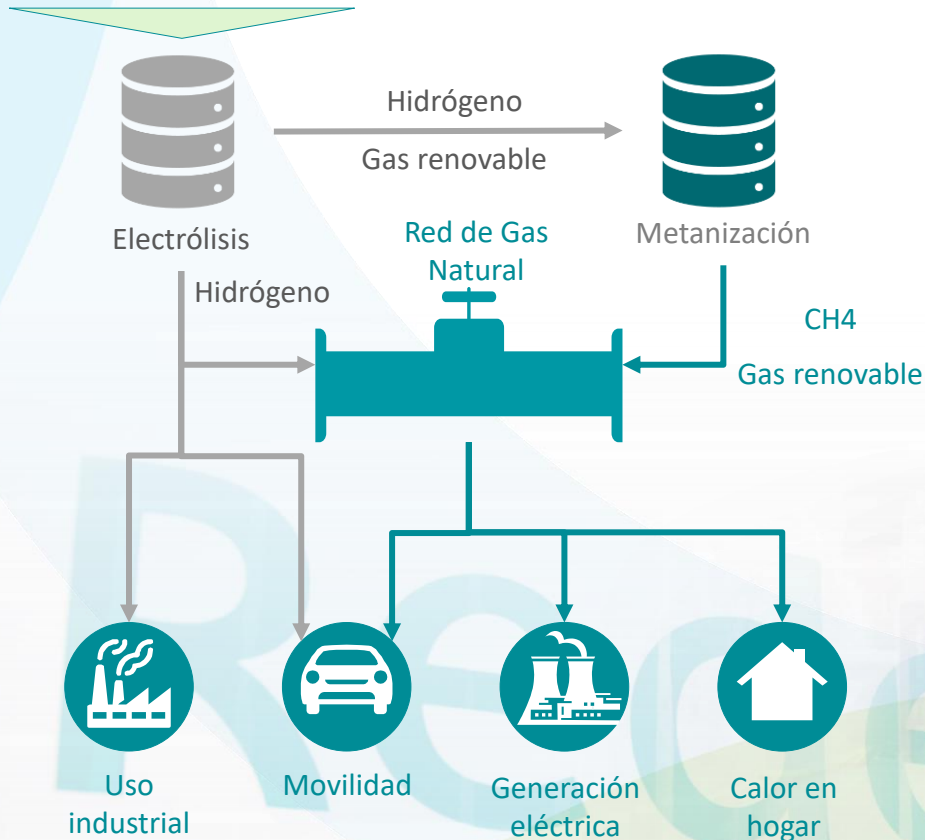 Hidrógeno
Gas renovable
Electrólisis
Red de Gas
Natural
Metanización
Hidrógeno
CH4
Gas renovable
Uso
industrial
Movilidad
Generación
eléctrica
Calor en
hogar